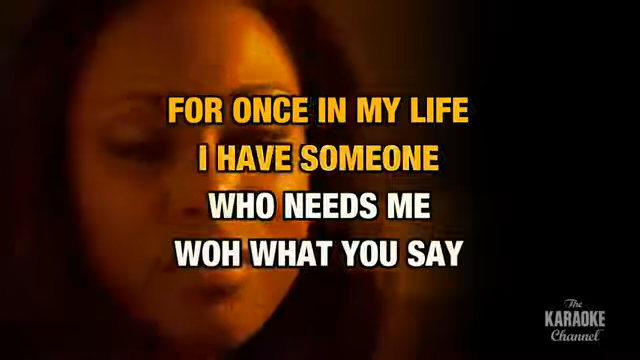 FOR ONCE IN MY LIFE
I HAVE SOMEONE
WHO NEEDS ME
WOH WHAT YOU SAY
The
KARAOKE
Channel